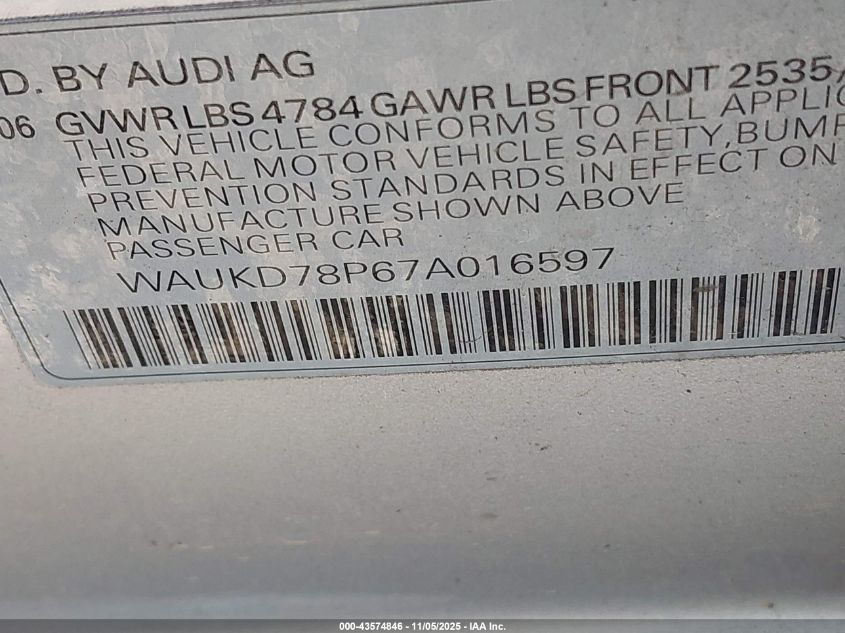 D. BY AUDI AG
06 GVWR LBS 4784 GAWR LBS FRONT 2535
THIS VEHICLE CONFORMS TO ALL APPLIC
FEDERAL MOTOR VEHICLE SAFETY, BUMP
PREVENTION STANDARDS IN EFFECT ON
MANUFACTURE SHOWN ABOVE
PASSENGER CAR
WAUKD78P67A016597
000-43574846 - 11/05/2025 - IAA Inc.